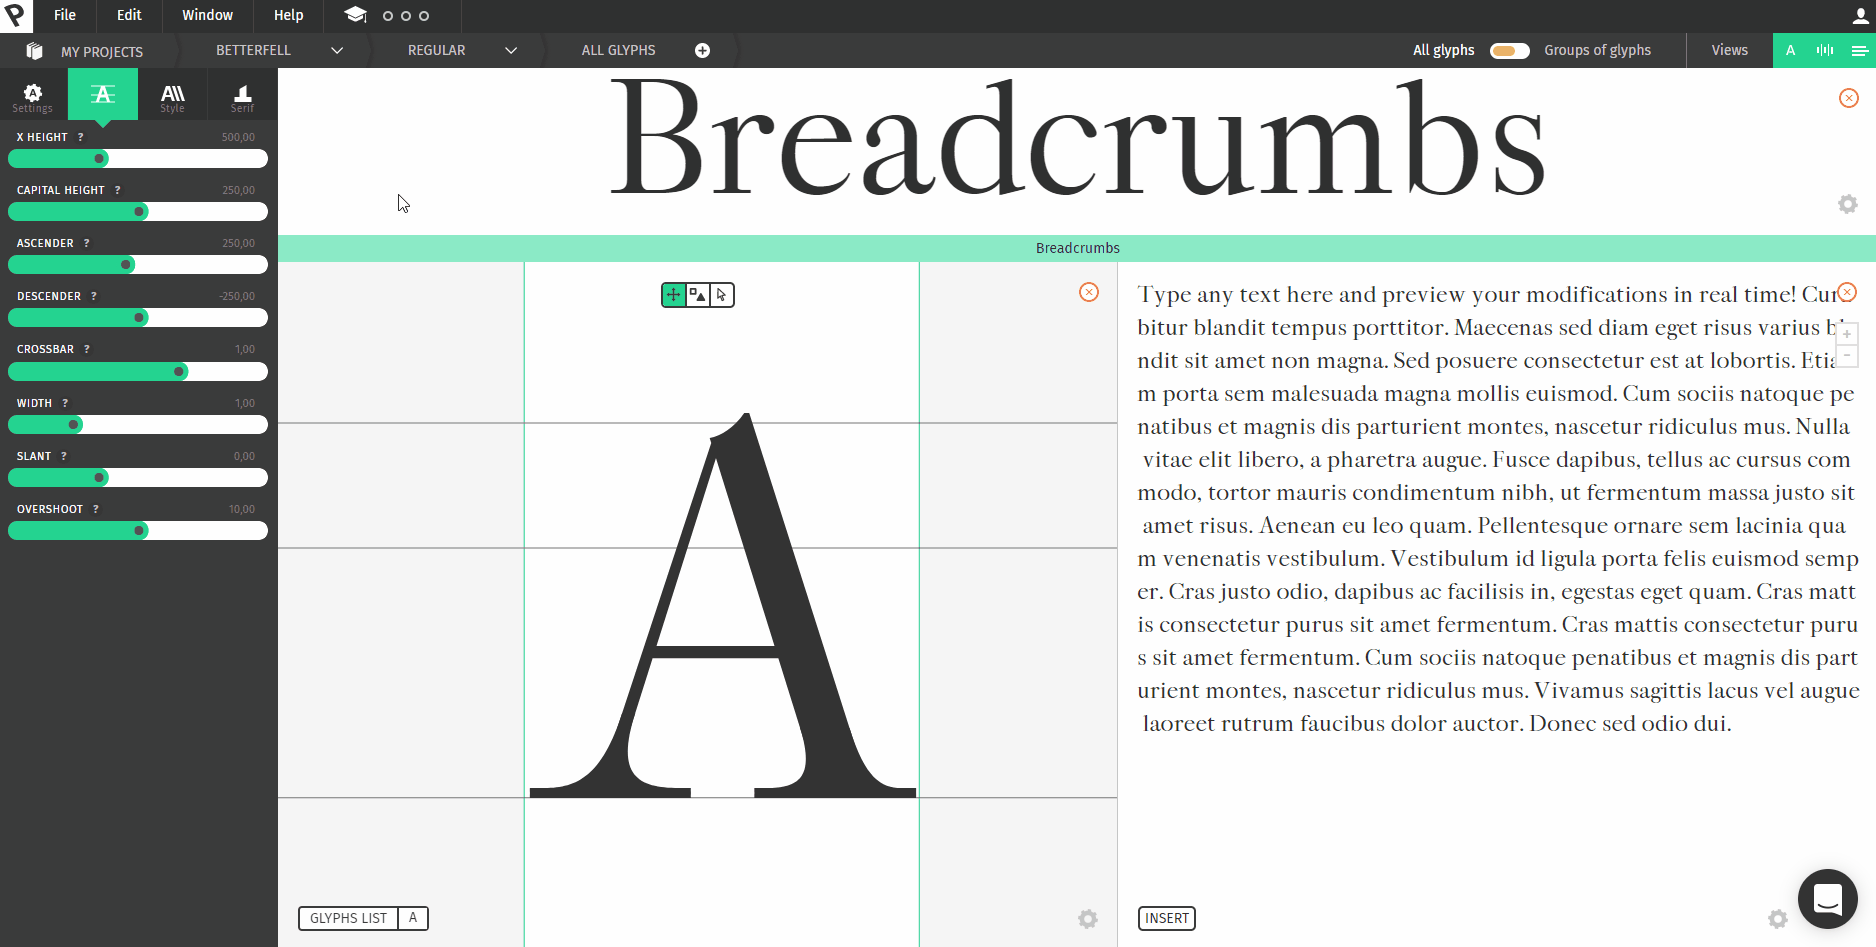 File Edit Window Help
MY PROJECTS BETTERFELL REGULAR ALL GLYPHS All glyphs Groups of glyphs Views A
Settings Style Serif
X HEIGHT ? 500,00
CAPITAL HEIGHT ? 250,00
ASCENDER ? 250,00
DESCENDER ? -250,00
CROSSBAR ? 1,00
WIDTH ? 1,00
SLANT ? 0,00
OVERSHOOT ? 10,00
Breadcrumbs
Breadcrumbs
A
GLYPHS LIST A
Type any text here and preview your modifications in real time! Cur
bitur blandit tempus porttitor. Maecenas sed diam eget risus varius bl
ndit sit amet non magna. Sed posuere consectetur est at lobortis. Etia
m porta sem malesuada magna mollis euismod. Cum sociis natoque pe
natibus et magnis dis parturient montes, nascetur ridiculus mus. Nulla
vitae elit libero, a pharetra augue. Fusce dapibus, tellus ac cursus com
modo, tortor mauris condimentum nibh, ut fermentum massa justo sit
amet risus. Aenean eu leo quam. Pellentesque ornare sem lacinia qua
m venenatis vestibulum. Vestibulum id ligula porta felis euismod semp
er. Cras justo odio, dapibus ac facilisis in, egestas eget quam. Cras matt
is consectetur purus sit amet fermentum. Cras mattis consectetur puru
s sit amet fermentum. Cum sociis natoque penatibus et magnis dis part
urient montes, nascetur ridiculus mus. Vivamus sagittis lacus vel augue
laoreet rutrum faucibus dolor auctor. Donec sed odio dui.
INSERT